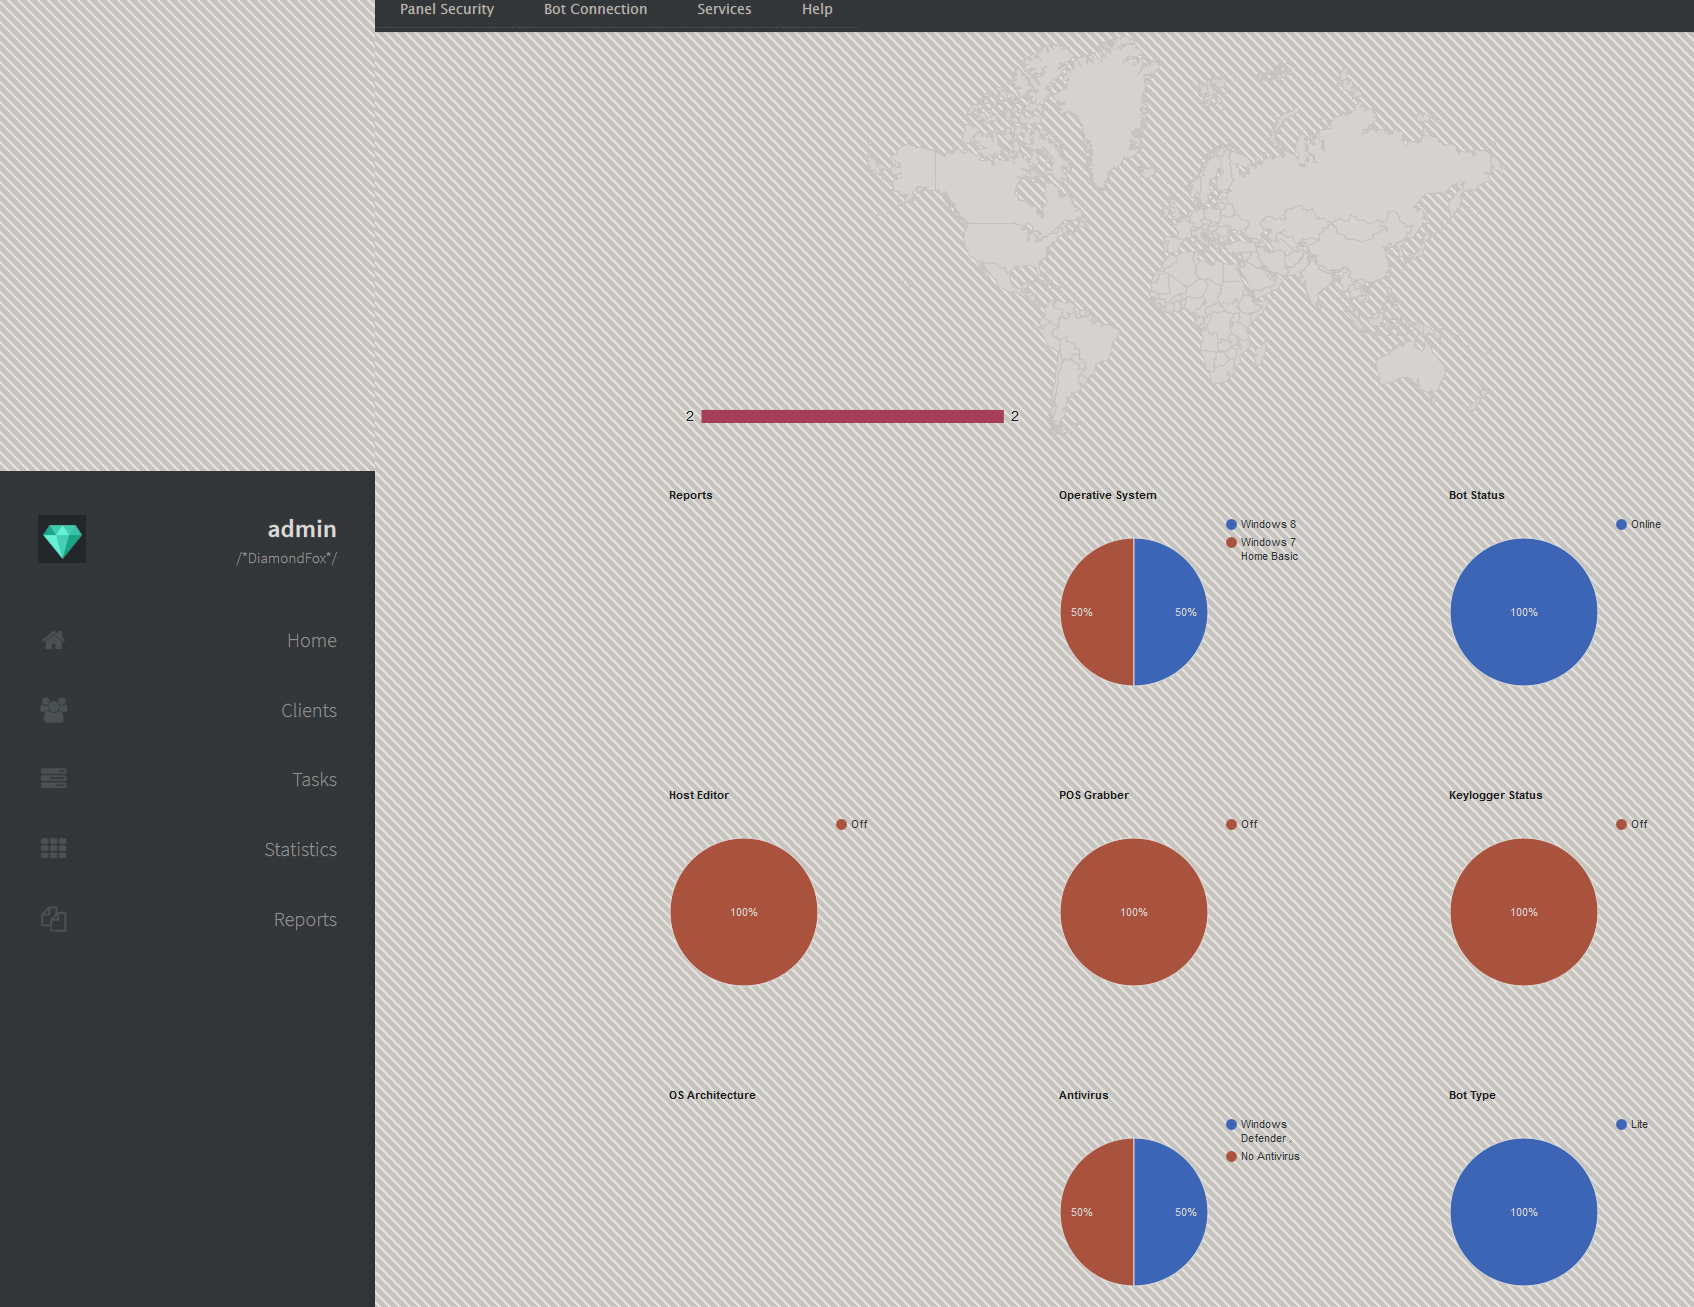 Panel Security Bot Connection Services Help
2 2
admin
/*DiamondFox*/
Home
Clients
Tasks
Statistics
Reports
Reports
Operative System
Windows 8
Windows 7
Home Basic
50% 50%
Bot Status
Online
100%
Host Editor
Off
100%
POS Grabber
Off
100%
Keylogger Status
Off
100%
OS Architecture
Antivirus
Windows
Defender .
No Antivirus
50% 50%
Bot Type
Lite
100%